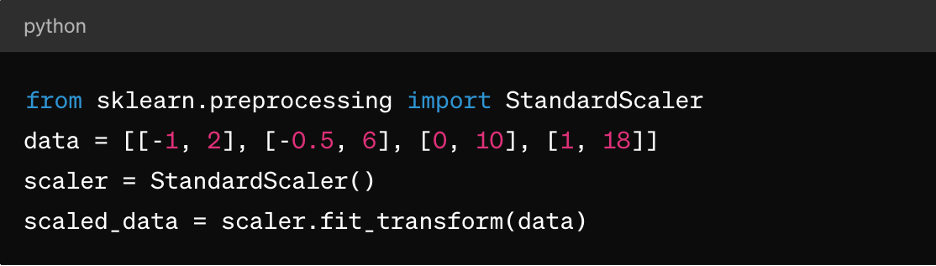 python
from sklearn.preprocessing import StandardScaler
data = [[-1, 2], [-0.5, 6], [0, 10], [1, 18]]
scaler = StandardScaler()
scaled_data = scaler.fit_transform(data)